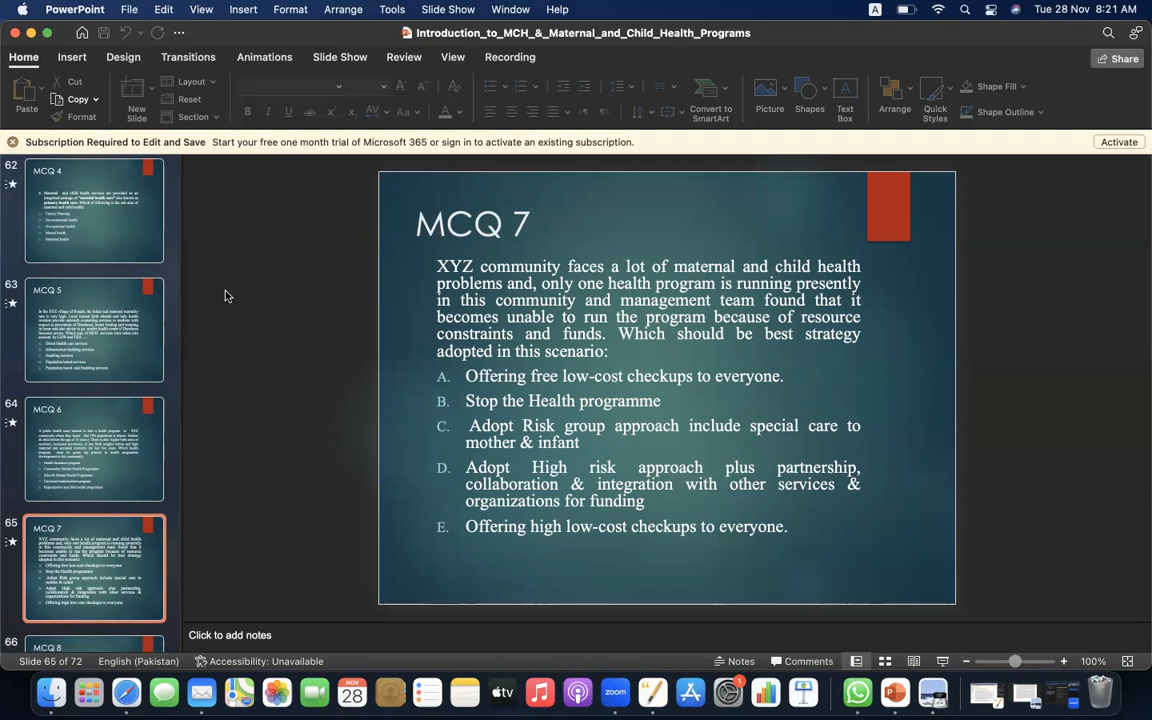 PowerPoint File Edit View Insert Format Arrange Tools Slide Show Window Help A Tue 28 Nov 8:21 AM
Introduction_to_MCH_&_Maternal_and_Child_Health_Programs
Home Insert Design Transitions Animations Slide Show Review View Recording
Share
Paste
Cut
Copy
Format
New Slide
Layout
Reset
Section
Convert to SmartArt
Picture
Shapes
Text Box
Arrange
Quick Styles
Shape Fill
Shape Outline
Subscription Required to Edit and Save Start your free one month trial of Microsoft 365 or sign in to activate an existing subscription. Activate
62
MCQ 4
63
MCQ 5
64
MCQ 6
65
MCQ 7
66
MCQ 8
MCQ 7
XYZ community faces a lot of maternal and child health
problems and, only one health program is running presently
in this community and management team found that it
becomes unable to run the program because of resource
constraints and funds. Which should be best strategy
adopted in this scenario:
A. Offering free low-cost checkups to everyone.
B. Stop the Health programme
C. Adopt Risk group approach include special care to
mother & infant
D. Adopt High risk approach plus partnership,
collaboration & integration with other services &
organizations for funding
E. Offering high low-cost checkups to everyone.
Click to add notes
Slide 65 of 72 English (Pakistan) Accessibility: Unavailable Notes Comments 100%
NOV
28
tv
zoom
1